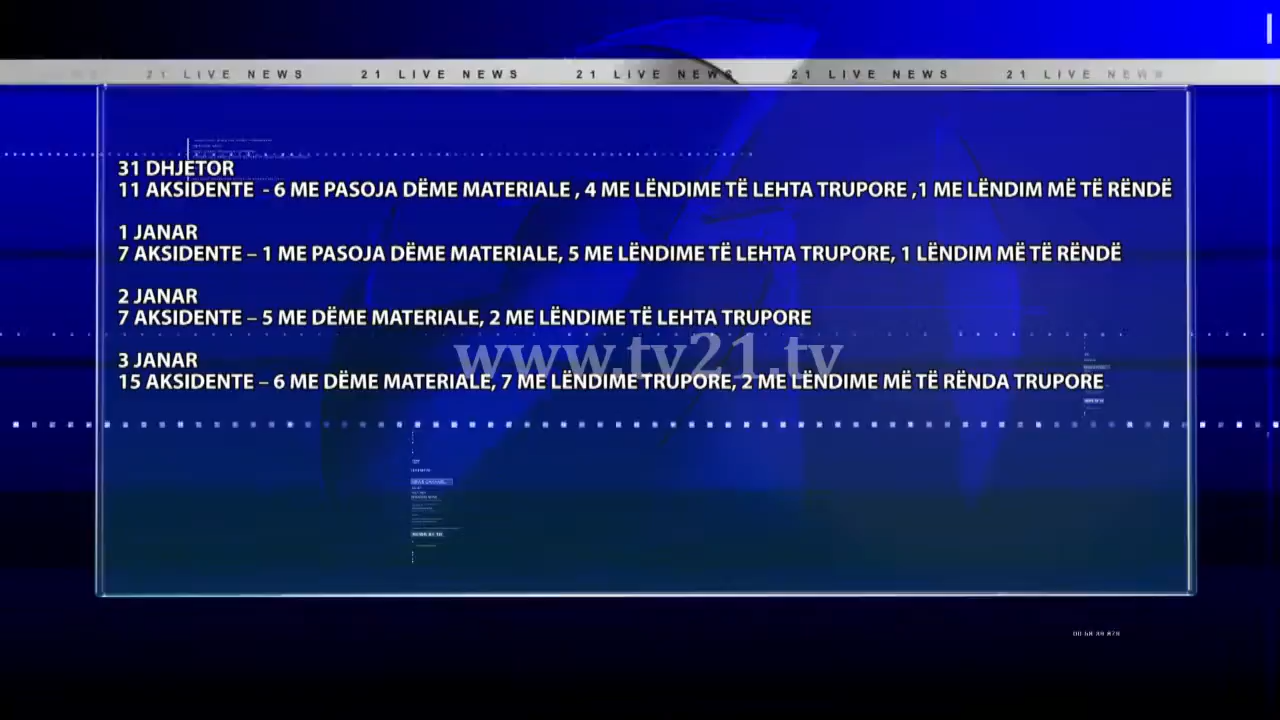 21 LIVE NEWS 21 LIVE NEWS 21 LIVE NEWS 21 LIVE NEWS 21 LIVE NEWS
31 DHJETOR
11 AKSIDENTE - 6 ME PASOJA DËME MATERIALE , 4 ME LËNDIME TË LEHTA TRUPORE ,1 ME LËNDIM MË TË RËNDË
1 JANAR
7 AKSIDENTE – 1 ME PASOJA DËME MATERIALE, 5 ME LËNDIME TË LEHTA TRUPORE, 1 LËNDIM MË TË RËNDË
2 JANAR
7 AKSIDENTE – 5 ME DËME MATERIALE, 2 ME LËNDIME TË LEHTA TRUPORE
www.tv21.tv
3 JANAR
15 AKSIDENTE – 6 ME DËME MATERIALE, 7 ME LËNDIME TRUPORE, 2 ME LËNDIME MË TË RËNDA TRUPORE